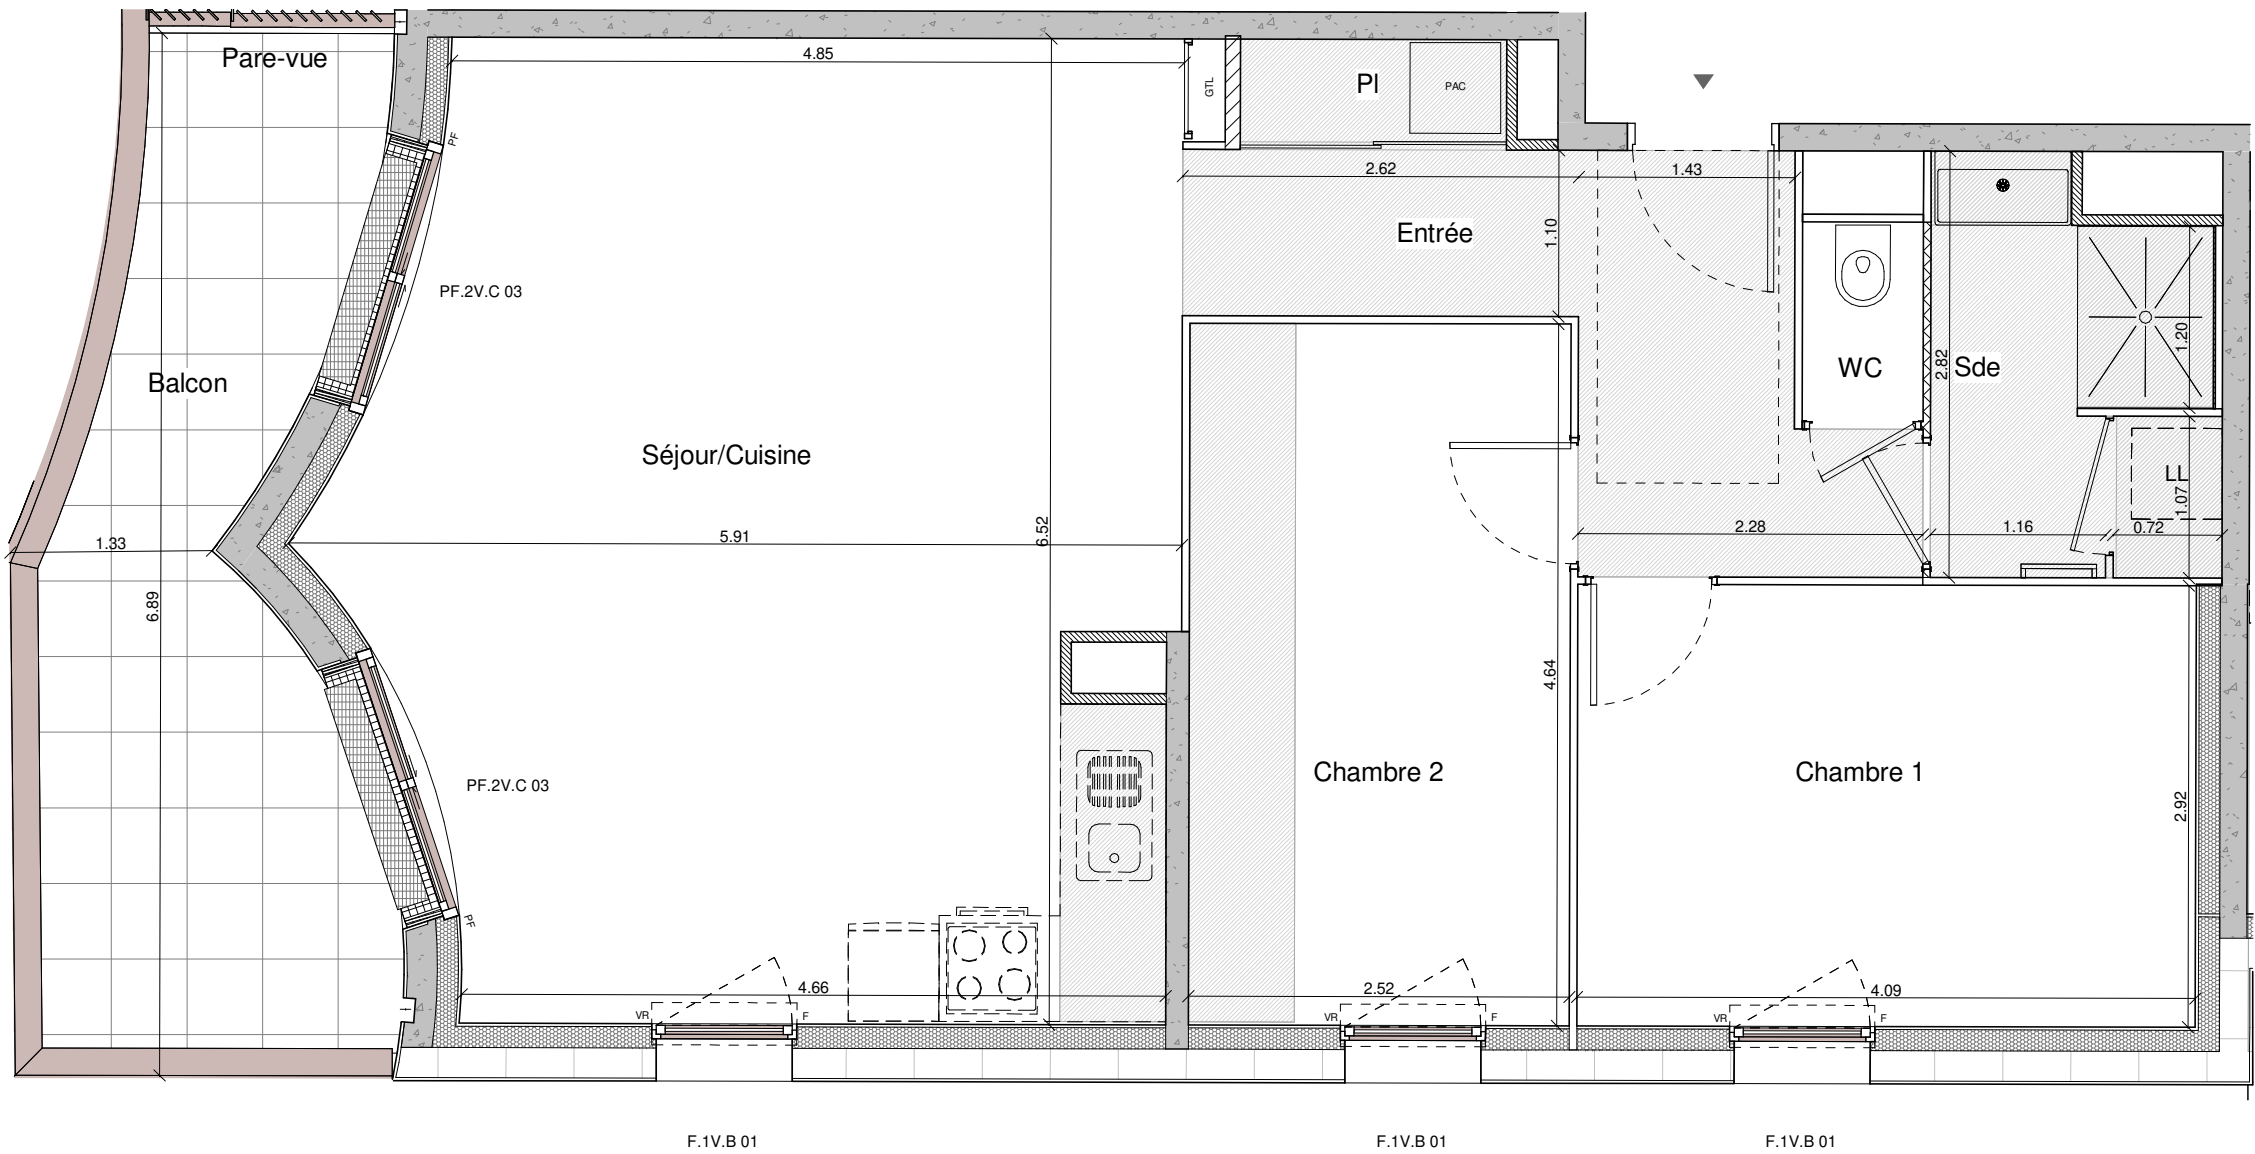 Pare-vue
4.85
GTL
Pl
PAC
PF
2.62
1.43
Entrée
1.10
PF.2V.C 03
1.20
WC
2.82
Sde
Balcon
Séjour/Cuisine
LL
1.07
1.33
5.91
6.52
2.28
1.16
0.72
6.89
4.64
Chambre 2
Chambre 1
PF.2V.C 03
2.92
PF
4.66
2.52
4.09
VR
F
VR
F
VR
F
F.1V.B 01
F.1V.B 01
F.1V.B 01